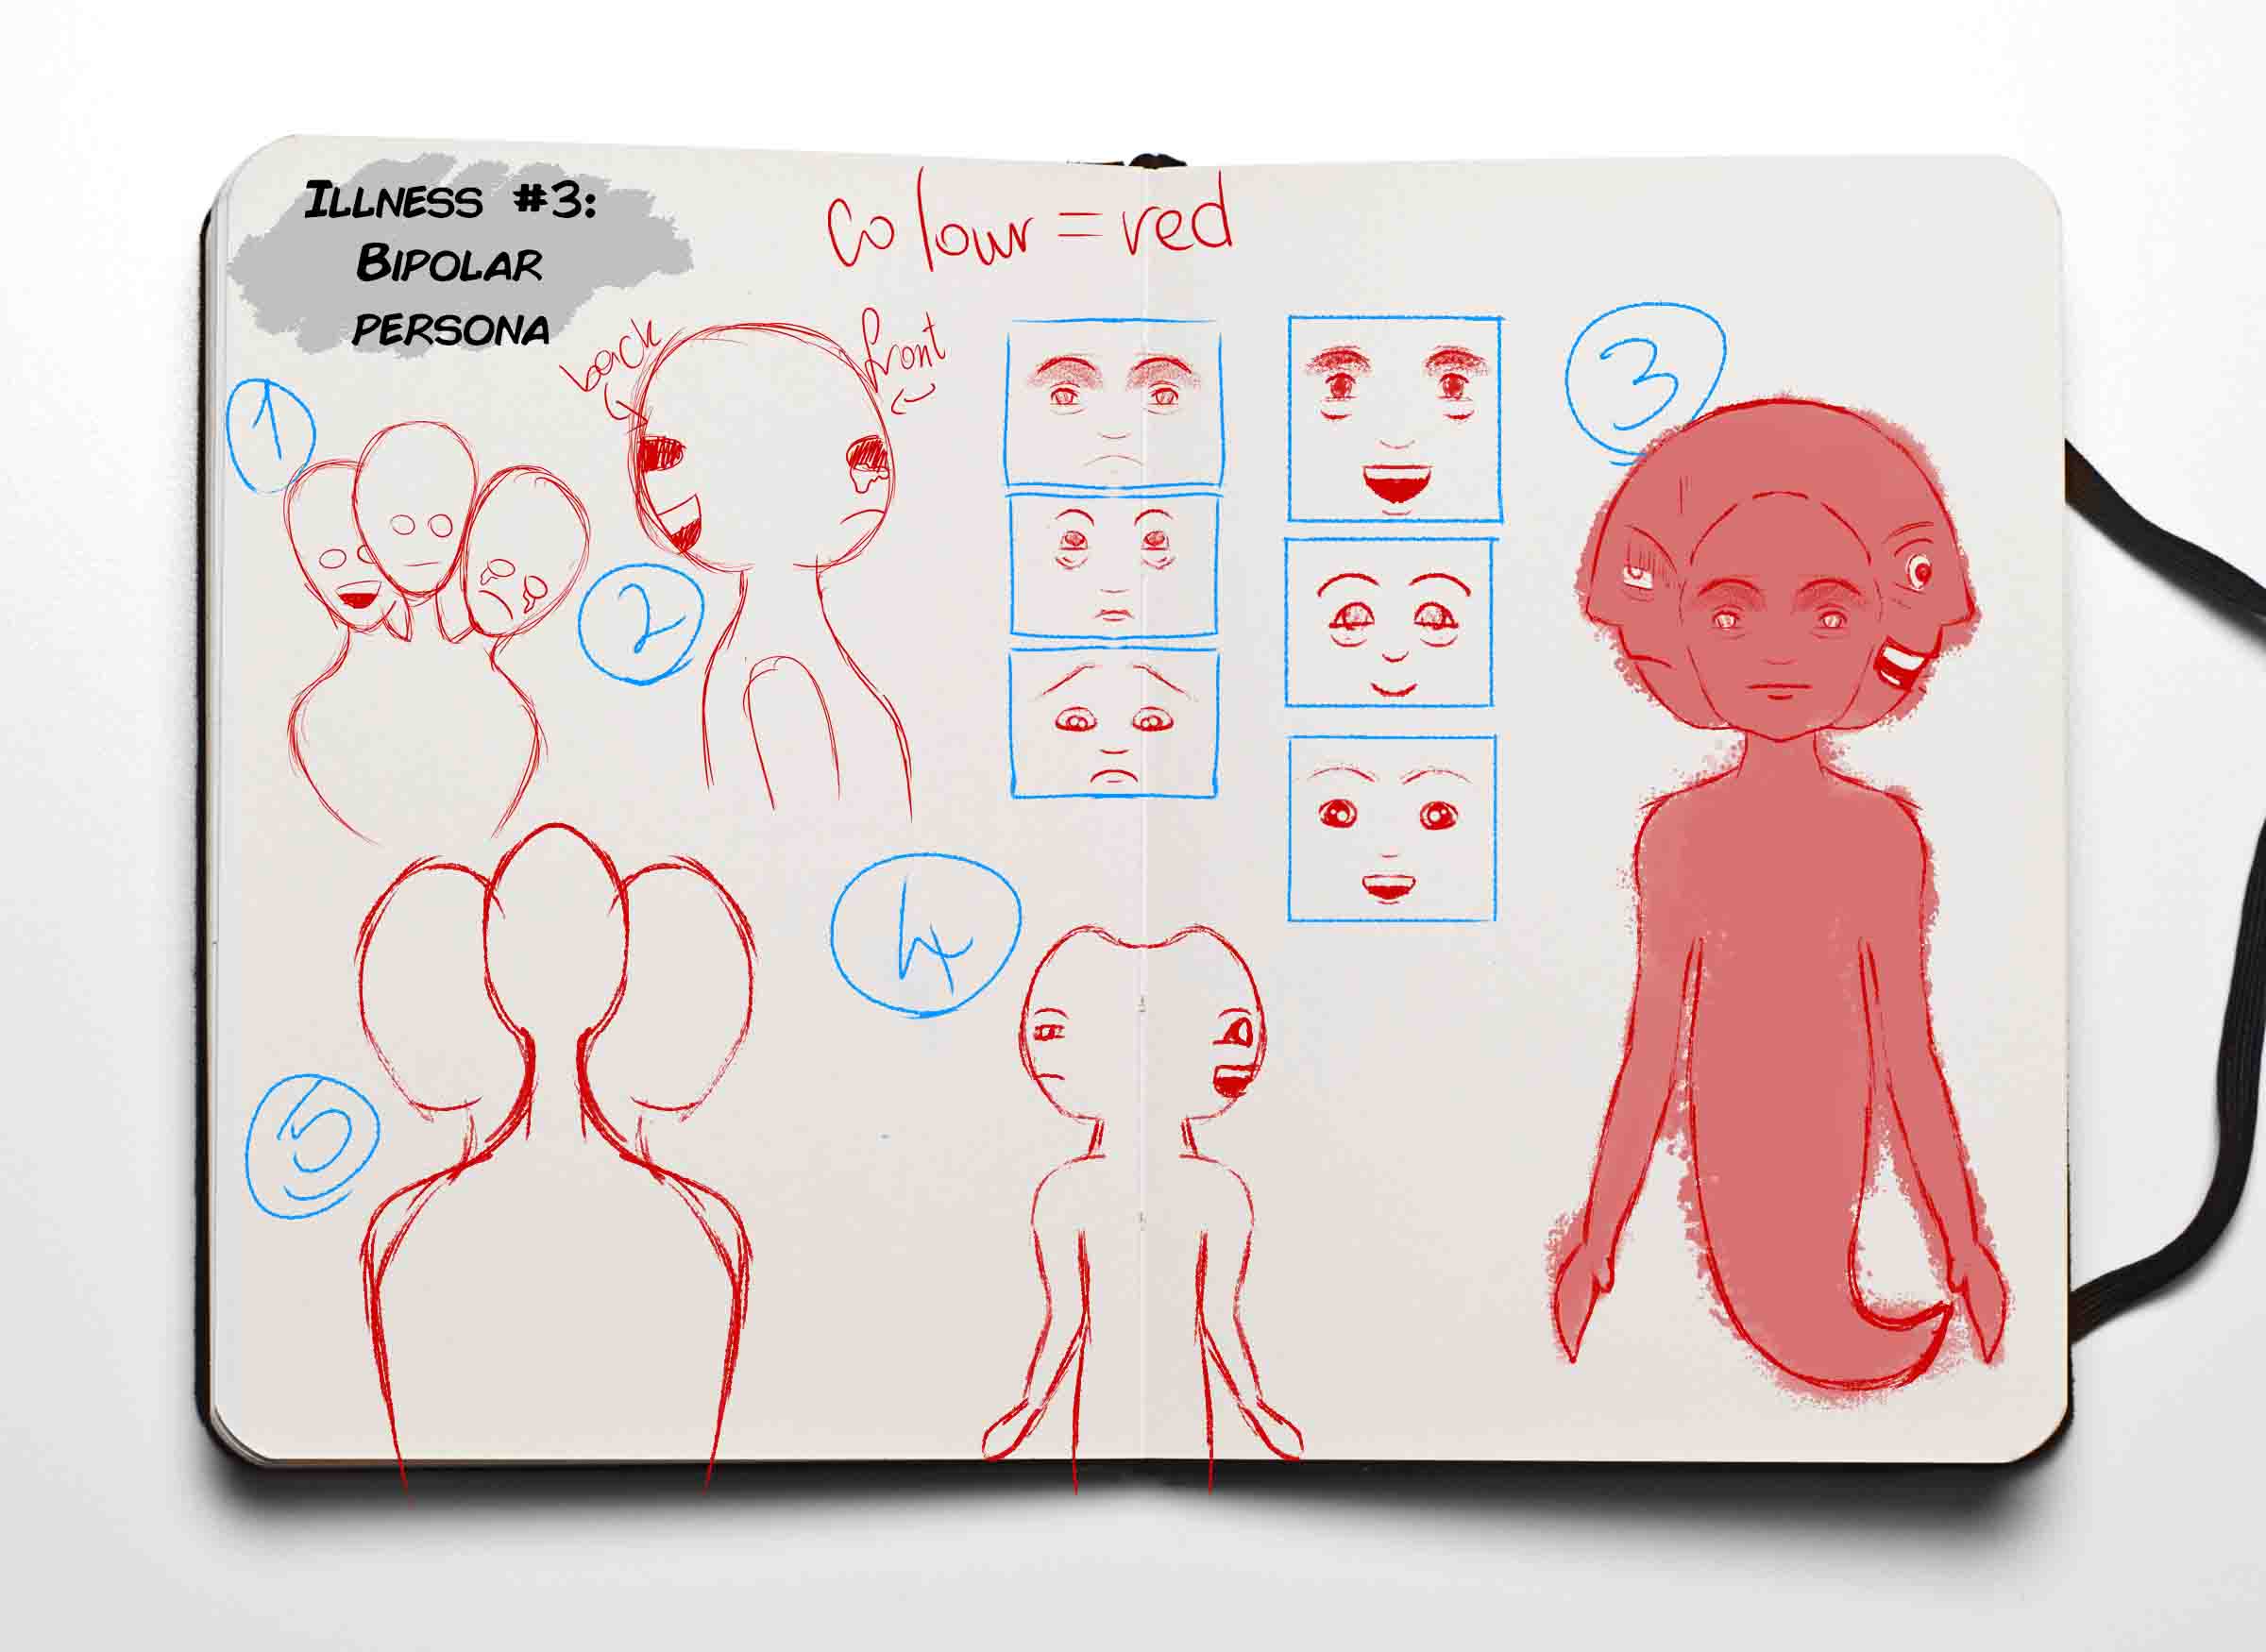 Illness #3:
Bipolar
persona
colour = red
back
front
1
2
3
4
5